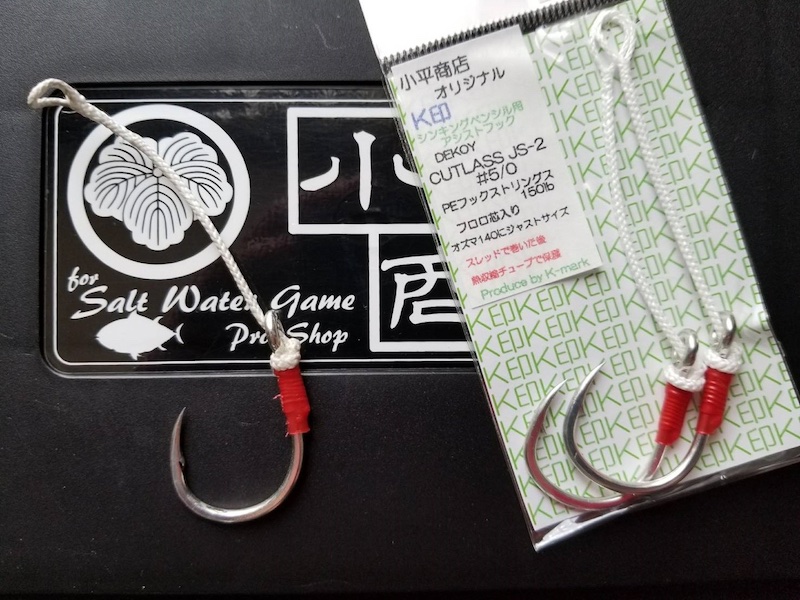 小
for
Salt Water Game
Pro Shop
小平商店
オリジナル
K印
シンキングペンシル用
アシストフック
DEKOY
CUTLASS JS-2
#5/0
PEフックストリングス
150lb
フロロ芯入り
オズマ140にジャストサイズ
スレッドで巻いた後
熱収縮チューブで保護
Produce by K-mark